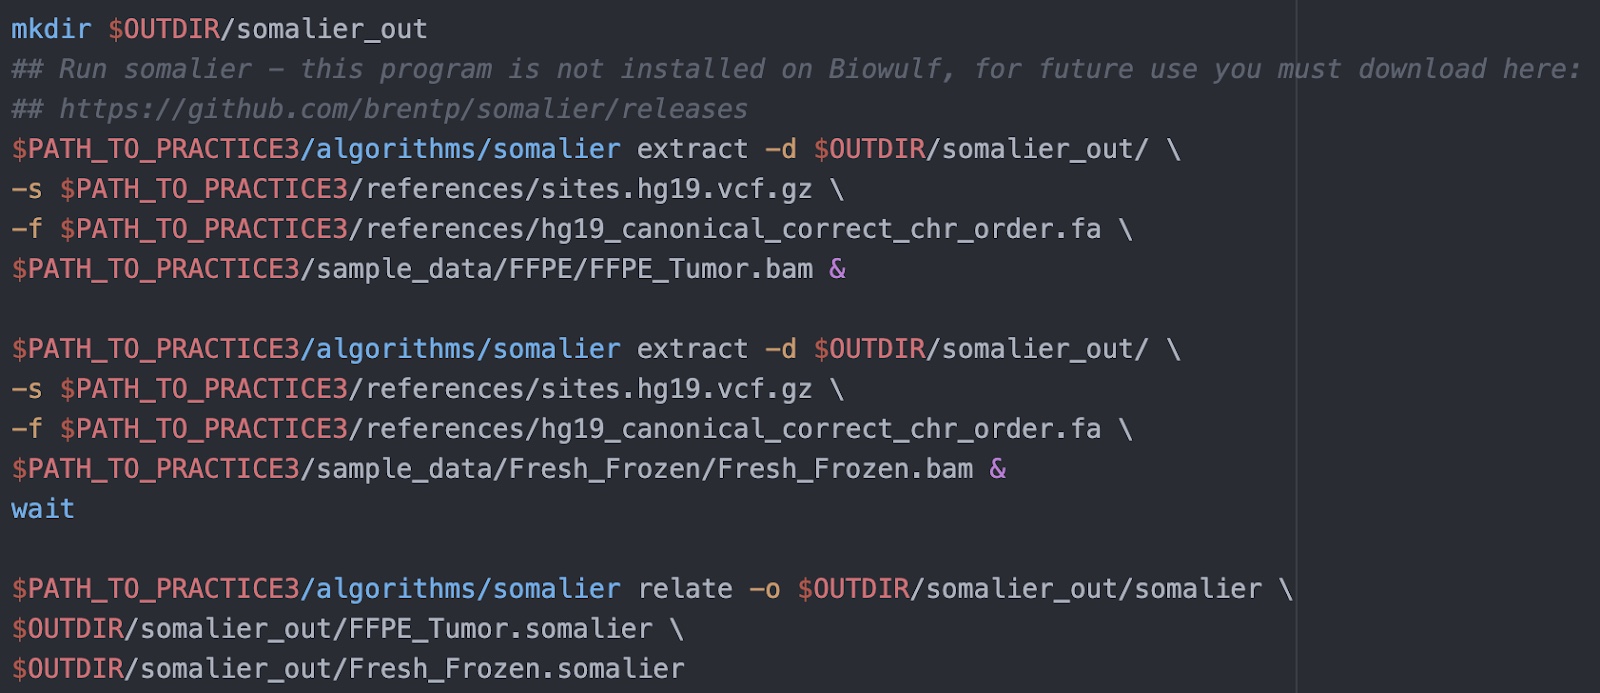 mkdir $OUTDIR/somalier_out
## Run somalier – this program is not installed on Biowulf, for future use you must download here:
## https://github.com/brentp/somalier/releases
$PATH_TO_PRACTICE3/algorithms/somalier extract -d $OUTDIR/somalier_out/ \
-s $PATH_TO_PRACTICE3/references/sites.hg19.vcf.gz \
-f $PATH_TO_PRACTICE3/references/hg19_canonical_correct_chr_order.fa \
$PATH_TO_PRACTICE3/sample_data/FFPE/FFPE_Tumor.bam &
$PATH_TO_PRACTICE3/algorithms/somalier extract -d $OUTDIR/somalier_out/ \
-s $PATH_TO_PRACTICE3/references/sites.hg19.vcf.gz \
-f $PATH_TO_PRACTICE3/references/hg19_canonical_correct_chr_order.fa \
$PATH_TO_PRACTICE3/sample_data/Fresh_Frozen/Fresh_Frozen.bam &
wait
$PATH_TO_PRACTICE3/algorithms/somalier relate -o $OUTDIR/somalier_out/somalier \
$OUTDIR/somalier_out/FFPE_Tumor.somalier \
$OUTDIR/somalier_out/Fresh_Frozen.somalier